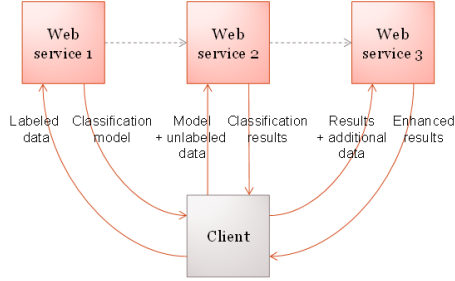 Web
service 1
Web
service 2
Web
service 3
Labeled
data
Classification
model
Model
+ unlabeled
data
Classification
results
Results
+ additional
data
Enhanced
results
Client